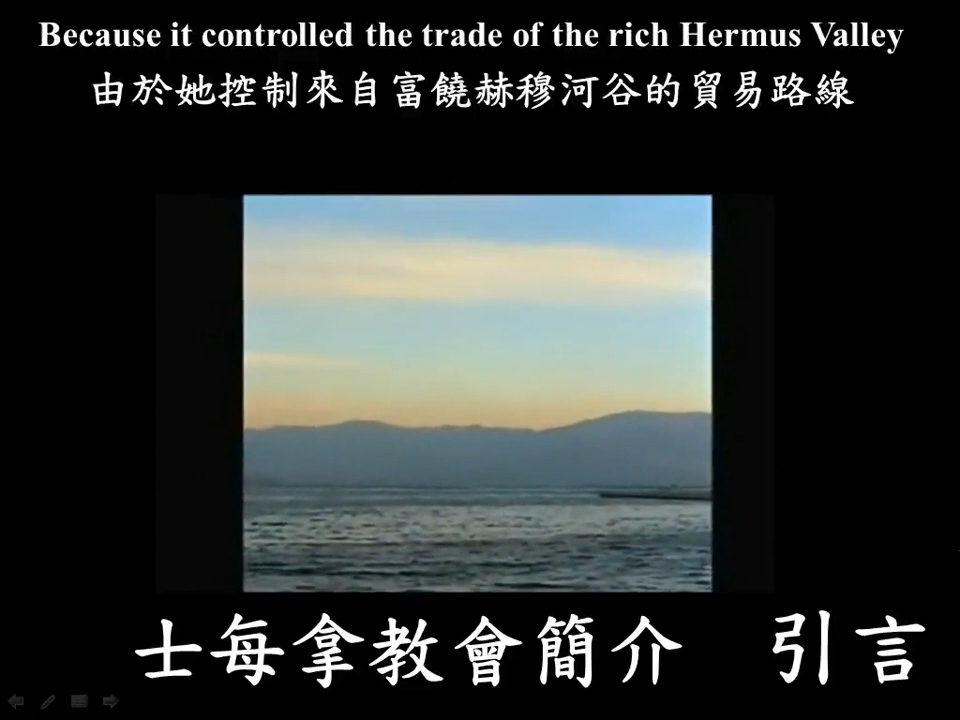 Because it controlled the trade of the rich Hermus Valley
由於她控制來自富饒赫穆河谷的貿易路線
士每拿教會簡介 引言